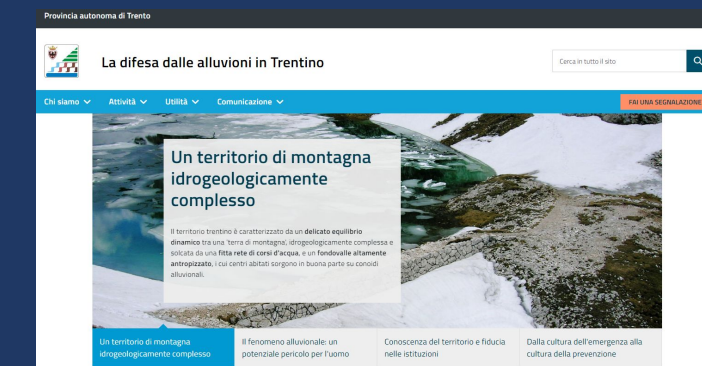 Provincia autonoma di Trento
La difesa dalle alluvioni in Trentino
Cerca in tutto il sito
Chi siamo
Attività
Utilità
Comunicazione
FAI UNA SEGNALAZIONE
Un territorio di montagna
idrogeologicamente
complesso
Il territorio trentino è caratterizzato da un delicato equilibrio
dinamico tra una 'terra di montagna', idrogeologicamente complessa e
solcata da una fitta rete di corsi d'acqua, e un fondovalle altamente
antropizzato, i cui centri abitati sorgono in buona parte su conoidi
alluvionali.
Un territorio di montagna
idrogeologicamente complesso
Il fenomeno alluvionale: un
potenziale pericolo per l'uomo
Conoscenza del territorio e fiducia
nelle istituzioni
Dalla cultura dell'emergenza alla
cultura della prevenzione